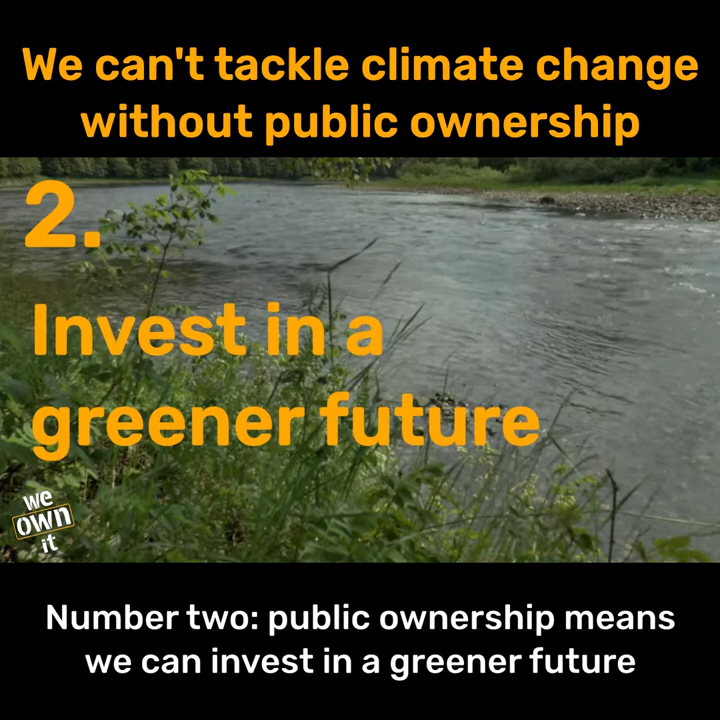 We can't tackle climate change
without public ownership
2.
Invest in a
greener future
we
own
it
Number two: public ownership means
we can invest in a greener future